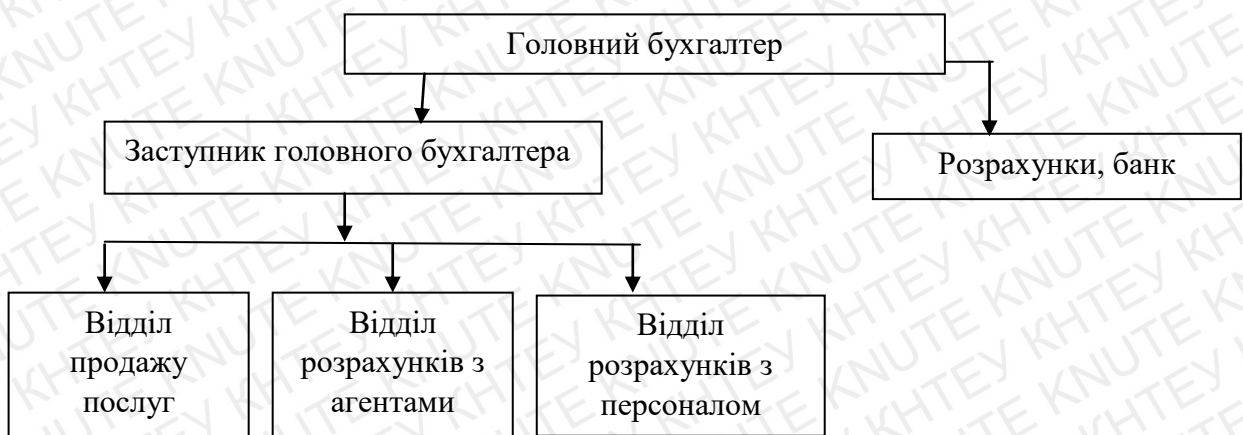 Головний бухгалтер
Заступник головного бухгалтера
Розрахунки, банк
Відділ
продажу
послуг
Відділ
розрахунків з
агентами
Відділ
розрахунків з
персоналом